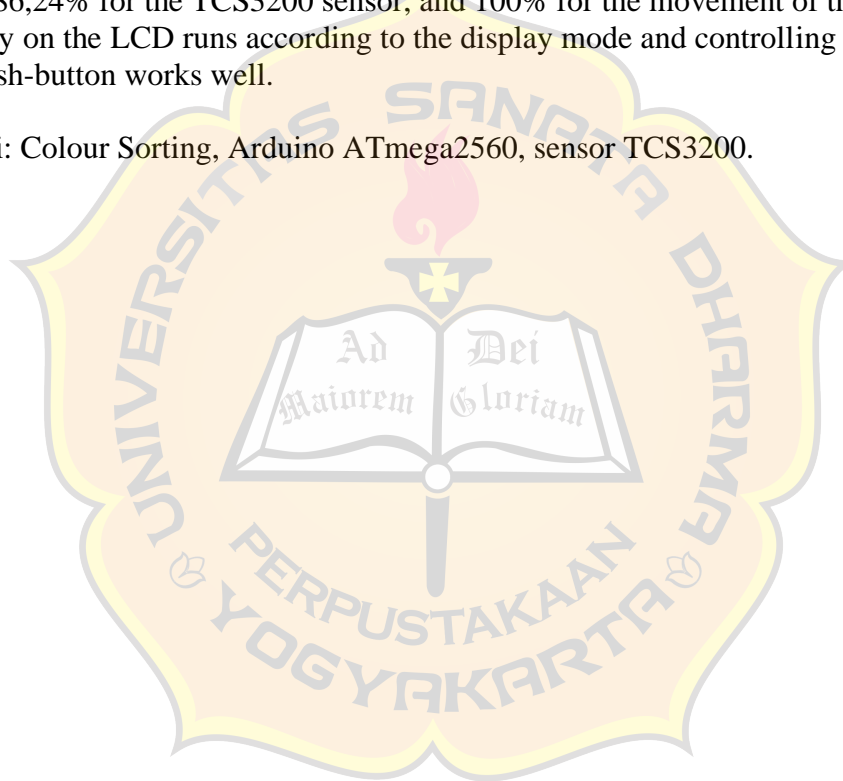 86,24% for the TCS3200 sensor, and 100% for the movement of
y on the LCD runs according to the display mode and controlling
sh-button works well.
i: Colour Sorting, Arduino ATmega2560, sensor TCS3200.
UNIVERSITAS SANATA DHARMA
Ad Dei
Maiorem Gloriam
PERPUSTAKAAN
YOGYAKARTA